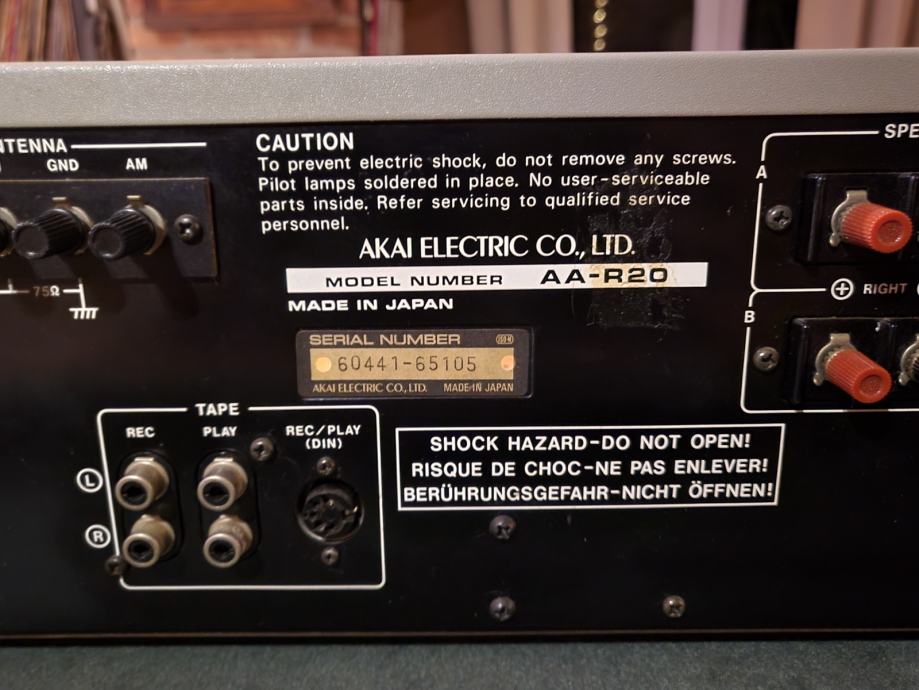 NTENNA
GND AM
75Ω
CAUTION
To prevent electric shock, do not remove any screws.
Pilot lamps soldered in place. No user-serviceable
parts inside. Refer servicing to qualified service
personnel.
AKAI ELECTRIC CO., LTD.
MODEL NUMBER AA-R20
MADE IN JAPAN
SERIAL NUMBER
60441-65105
AKAI ELECTRIC CO., LTD. MADE IN JAPAN
SPE
A
RIGHT
B
TAPE
REC PLAY REC/PLAY
(DIN)
L
R
SHOCK HAZARD-DO NOT OPEN!
RISQUE DE CHOC-NE PAS ENLEVER!
BERÜHRUNGSGEFAHR-NICHT ÖFFNEN!